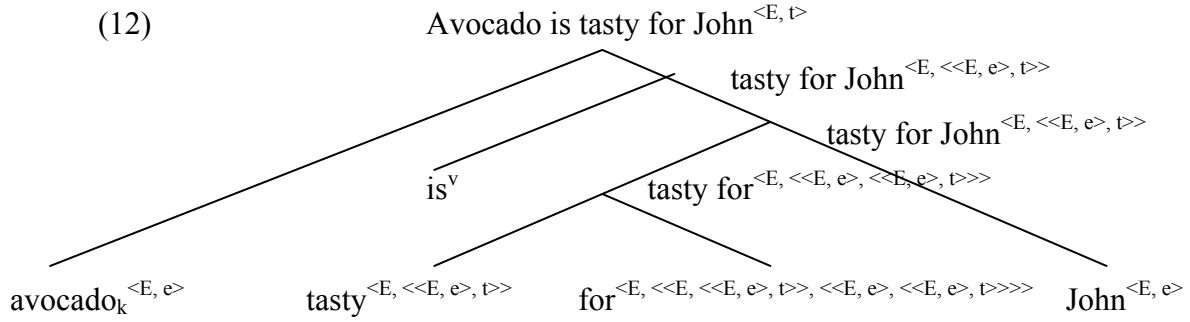 (12) Avocado is tasty for John<E, t>
tasty for John<E, <<E, e>, t>>
tasty for John<E, <<E, e>, t>>
is^v tasty for<E, <<E, e>, <<E, e>, t>>>
avocado_k<E, e> tasty<E, <<E, e>, t>> for<E, <<E, <<E, e>, t>>, <<E, e>, <<E, e>, t>>>> John<E, e>